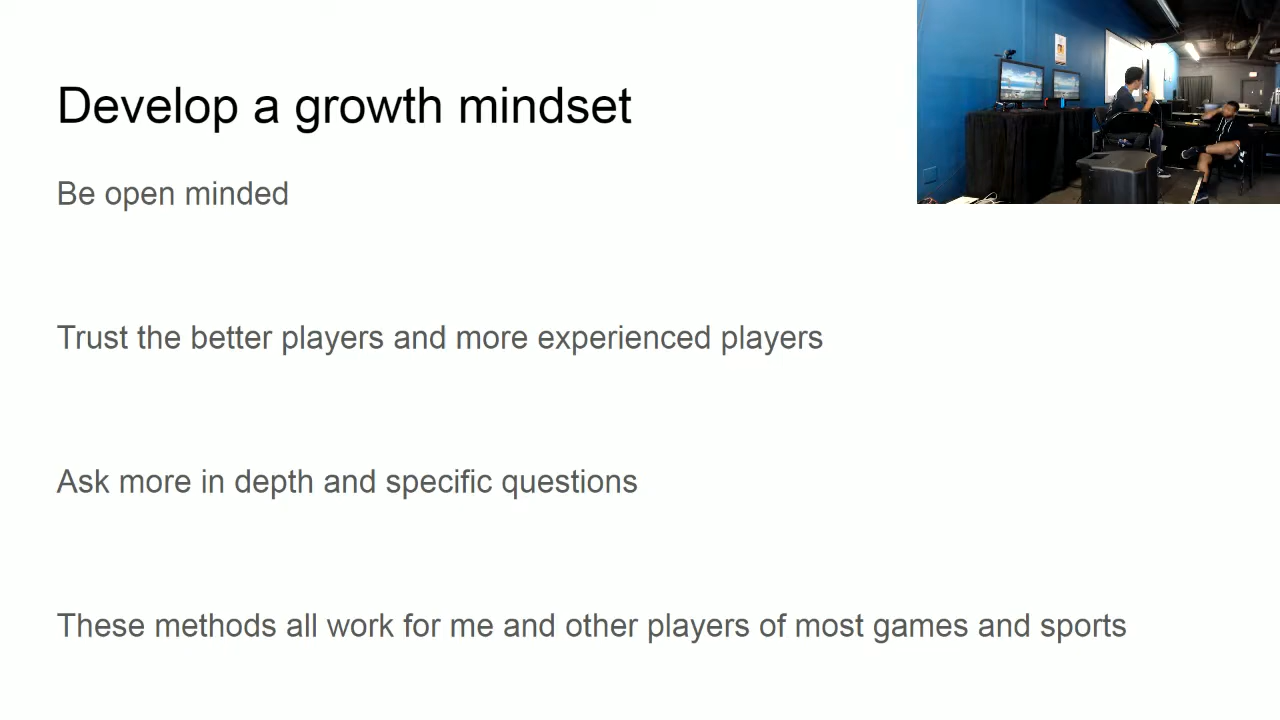 Develop a growth mindset
Be open minded
Trust the better players and more experienced players
Ask more in depth and specific questions
These methods all work for me and other players of most games and sports